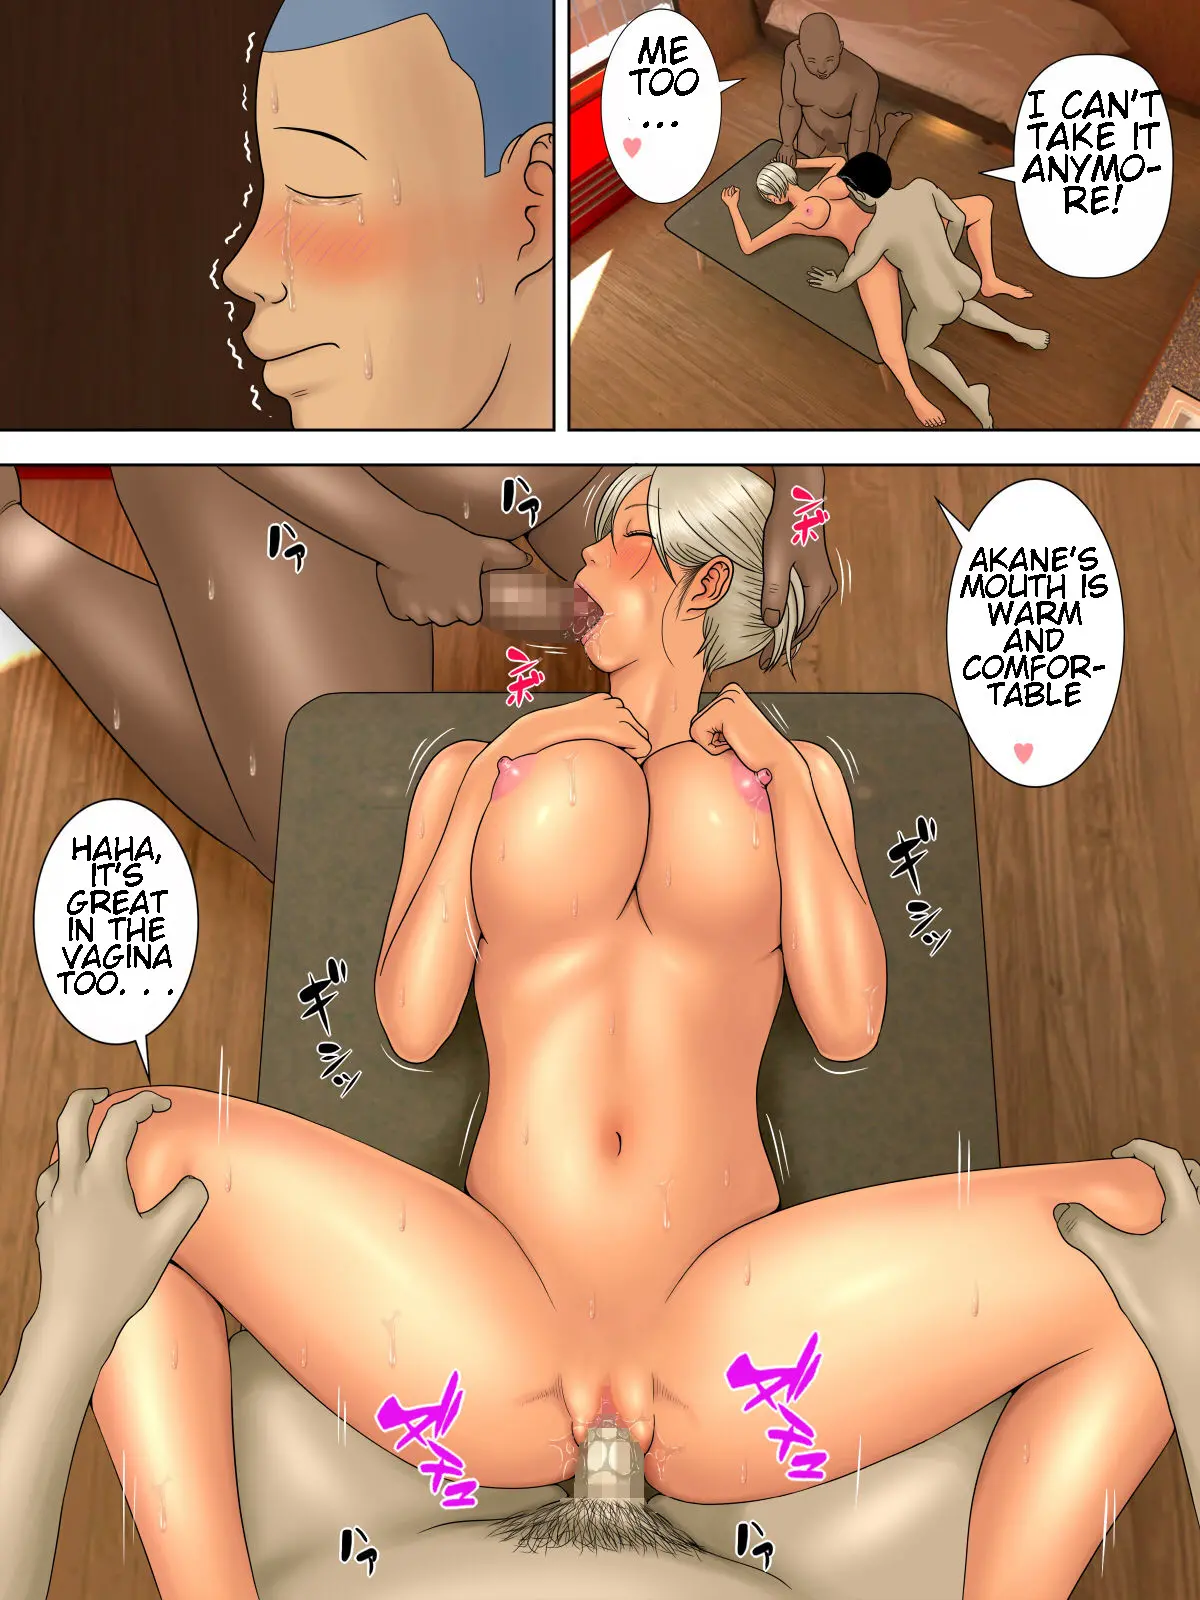 ME
TOO
...
I CAN'T
TAKE IT
ANYMO-
RE!
ハァ
ハァ
AKANE'S
MOUTH IS
WARM
AND
COMFOR-
TABLE
HAHA,
IT'S
GREAT
IN THE
VAGINA
TOO...
ギシッ
ギシッ
ハァ
ハァ